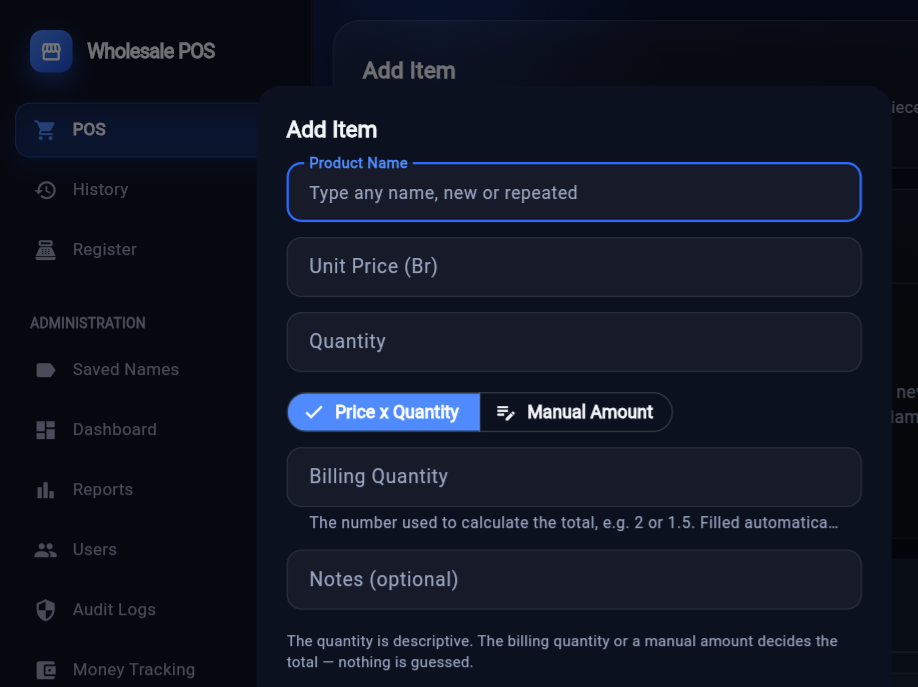 Wholesale POS
POS
History
Register
ADMINISTRATION
Saved Names
Dashboard
Reports
Users
Audit Logs
Money Tracking
Add Item
Add Item
Product Name
Type any name, new or repeated
Unit Price (Br)
Quantity
Price x Quantity
Manual Amount
Billing Quantity
The number used to calculate the total, e.g. 2 or 1.5. Filled automatica…
Notes (optional)
The quantity is descriptive. The billing quantity or a manual amount decides the
total — nothing is guessed.